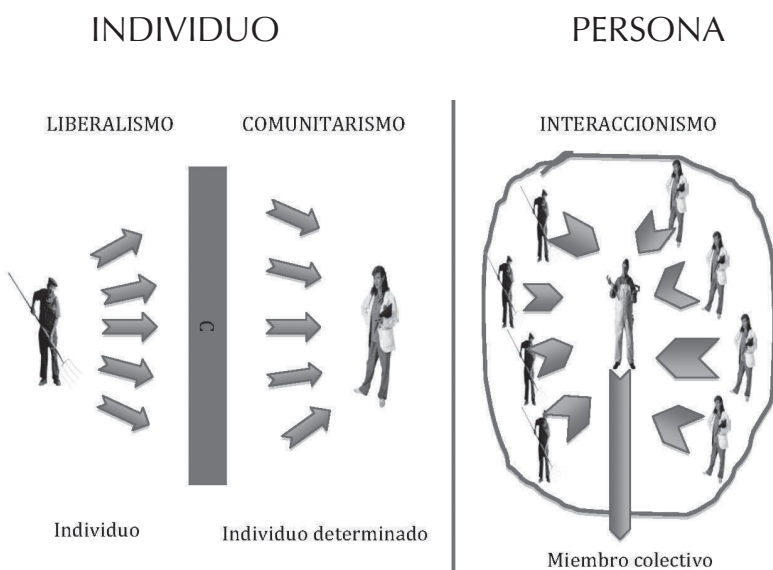 INDIVIDUO
PERSONA
LIBERALISMO
COMUNITARISMO
INTERACCIONISMO
C
Individuo
Individuo determinado
Miembro colectivo